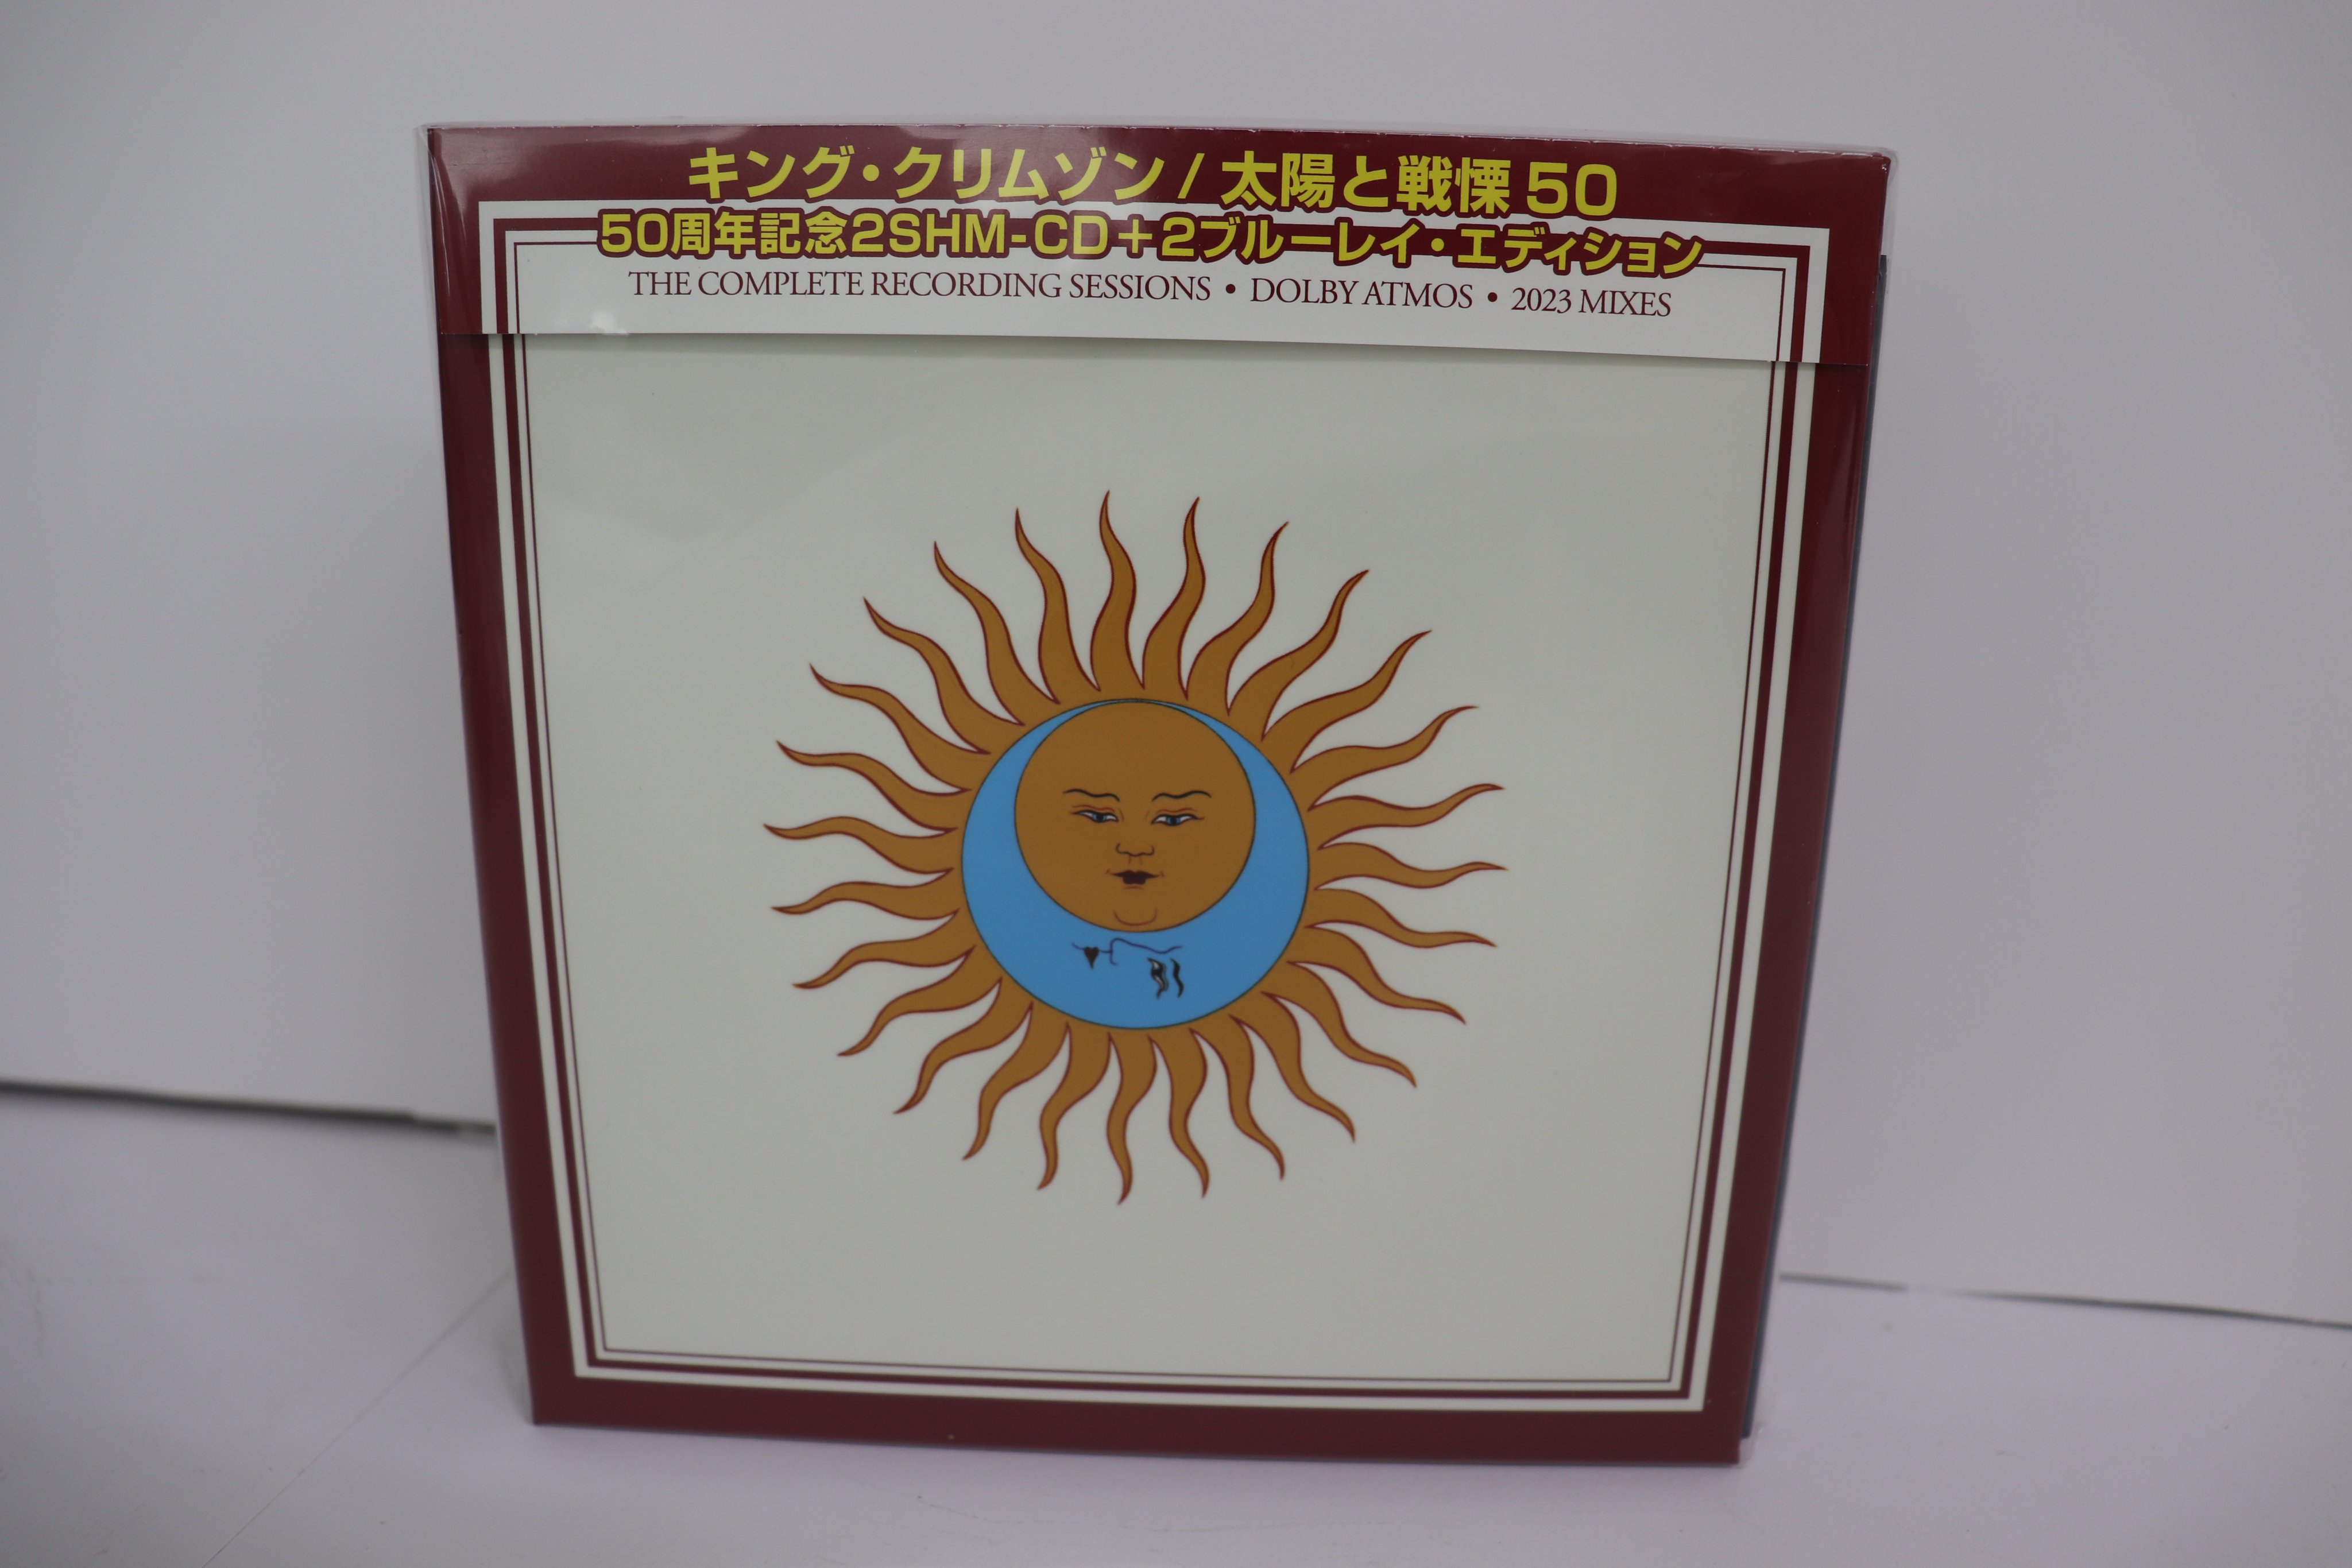 キング・クリムゾン / 太陽と戦慄 50
50周年記念2SHM-CD+2ブルーレイ・エディション
THE COMPLETE RECORDING SESSIONS • DOLBY ATMOS • 2023 MIXES